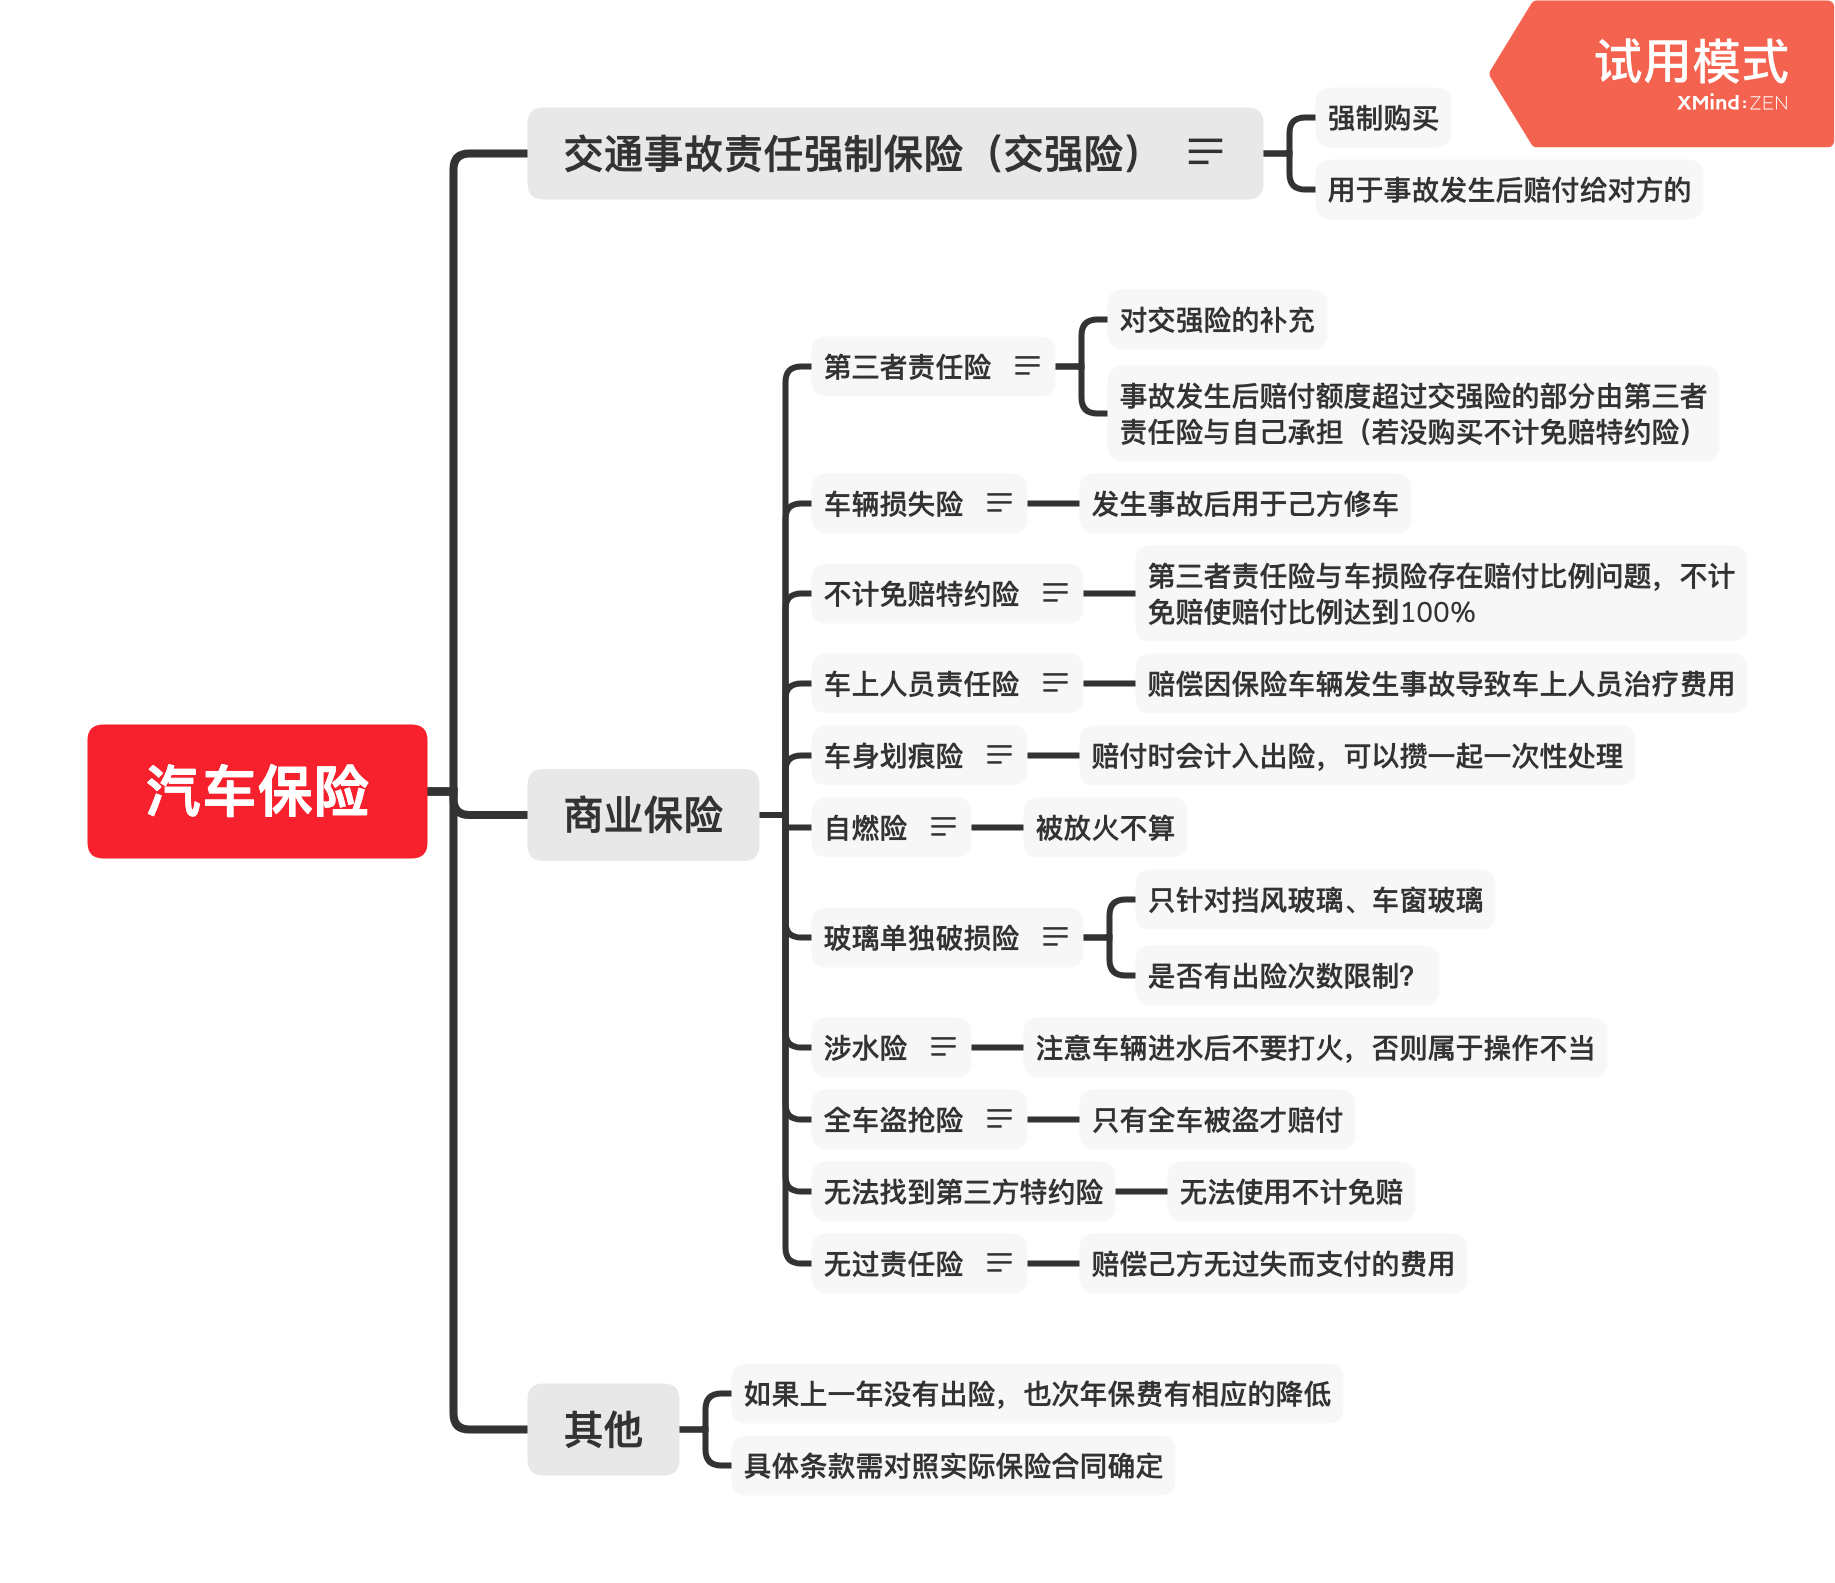 试用模式
XMind:ZEN
汽车保险
交通事故责任强制保险（交强险）
强制购买
用于事故发生后赔付给对方的
商业保险
第三者责任险
对交强险的补充
事故发生后赔付额度超过交强险的部分由第三者
责任险与自己承担（若没购买不计免赔特约险）
车辆损失险
发生事故后用于己方修车
不计免赔特约险
第三者责任险与车损险存在赔付比例问题，不计
免赔使赔付比例达到100%
车上人员责任险
赔偿因保险车辆发生事故导致车上人员治疗费用
车身划痕险
赔付时会计入出险，可以攒一起一次性处理
自燃险
被放火不算
玻璃单独破损险
只针对挡风玻璃、车窗玻璃
是否有出险次数限制？
涉水险
注意车辆进水后不要打火，否则属于操作不当
全车盗抢险
只有全车被盗才赔付
无法找到第三方特约险
无法使用不计免赔
无过责任险
赔偿己方无过失而支付的费用
其他
如果上一年没有出险，也次年保费有相应的降低
具体条款需对照实际保险合同确定